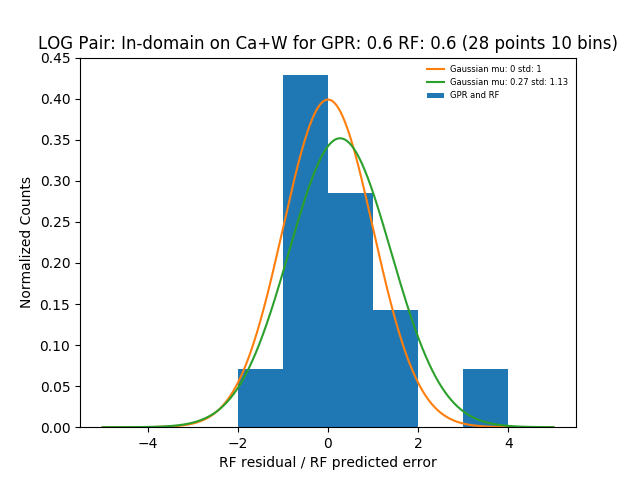 LOG Pair: In-domain on Ca+W for GPR: 0.6 RF: 0.6 (28 points 10 bins)
Gaussian mu: 0 std: 1
Gaussian mu: 0.27 std: 1.13
GPR and RF
Normalized Counts
0.45
0.40
0.35
0.30
0.25
0.20
0.15
0.10
0.05
0.00
−4 −2 0 2 4
RF residual / RF predicted error